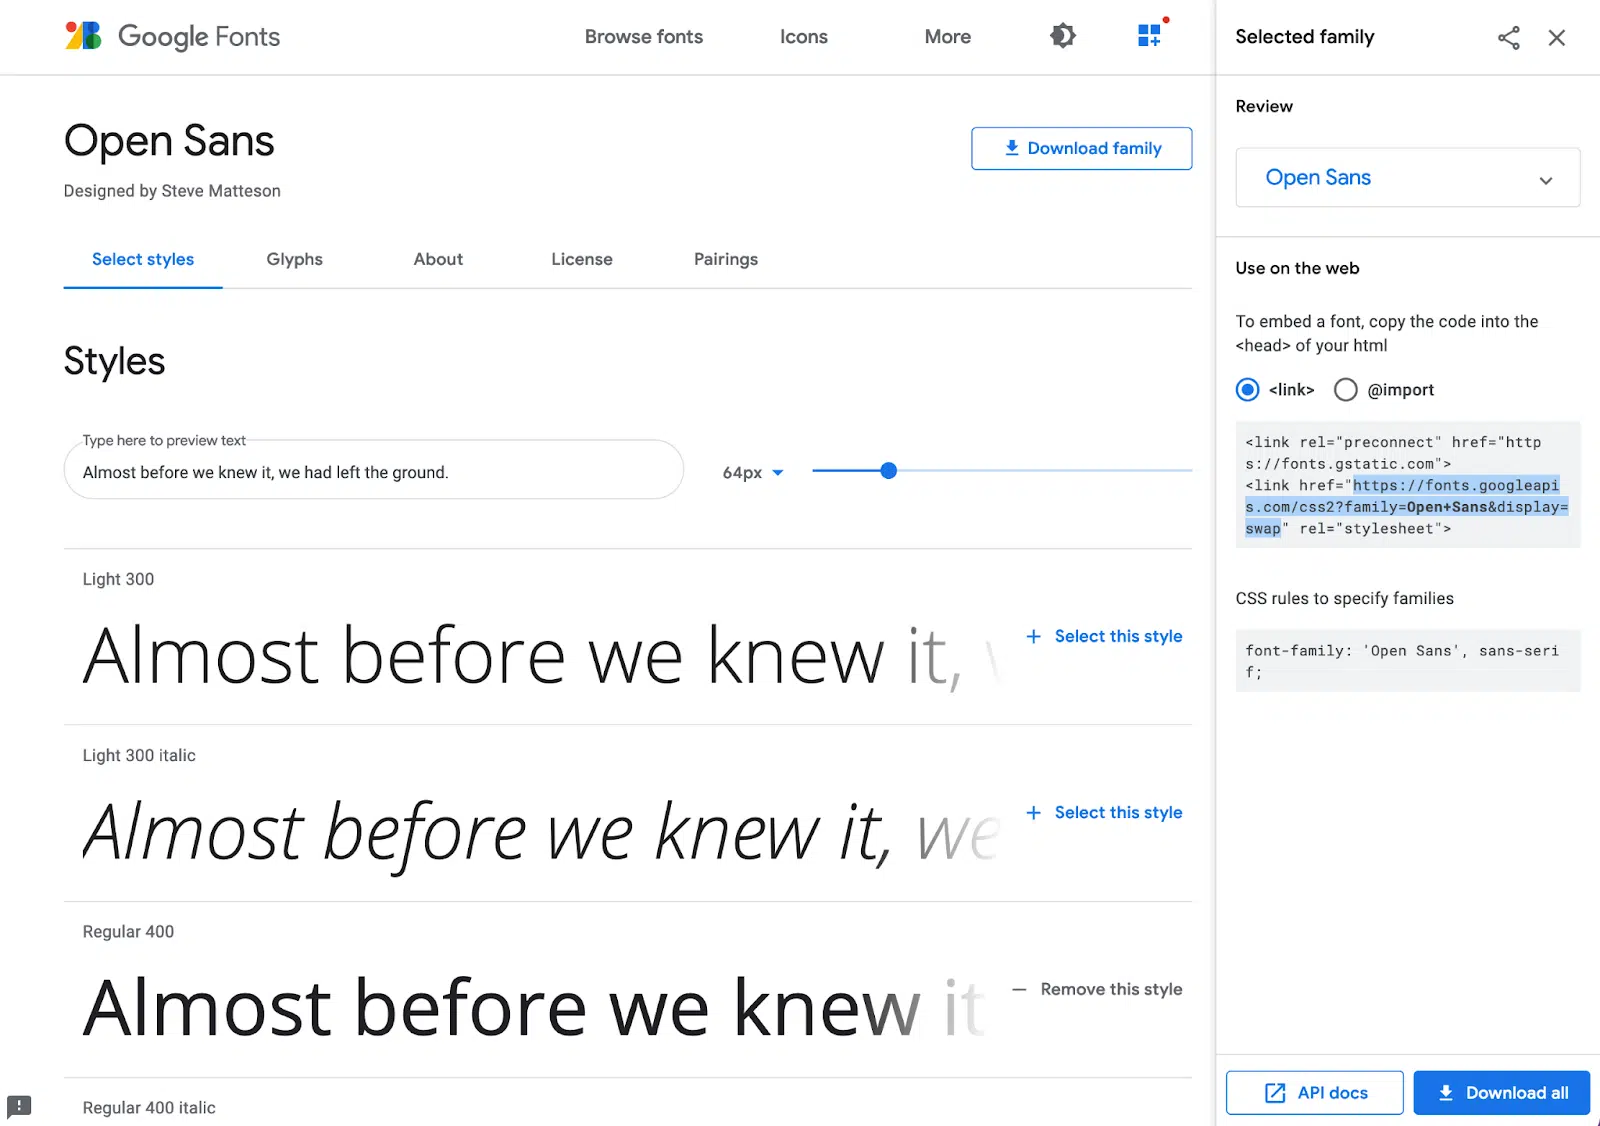 Google Fonts
Browse fonts
Icons
More
Open Sans
Designed by Steve Matteson
Download family
Select styles
Glyphs
About
License
Pairings
Styles
Type here to preview text
Almost before we knew it, we had left the ground.
64px
Light 300
Almost before we knew it,
Select this style
Light 300 italic
Almost before we knew it, we
Select this style
Regular 400
Almost before we knew it
Remove this style
Regular 400 italic
Selected family
Review
Open Sans
Use on the web
To embed a font, copy the code into the
<head> of your html
<link>
@import
<link rel="preconnect" href="http
s://fonts.gstatic.com">
<link href="https://fonts.googleapi
s.com/css2?family=Open+Sans&display=
swap" rel="stylesheet">
CSS rules to specify families
font-family: 'Open Sans', sans-seri
f;
API docs
Download all